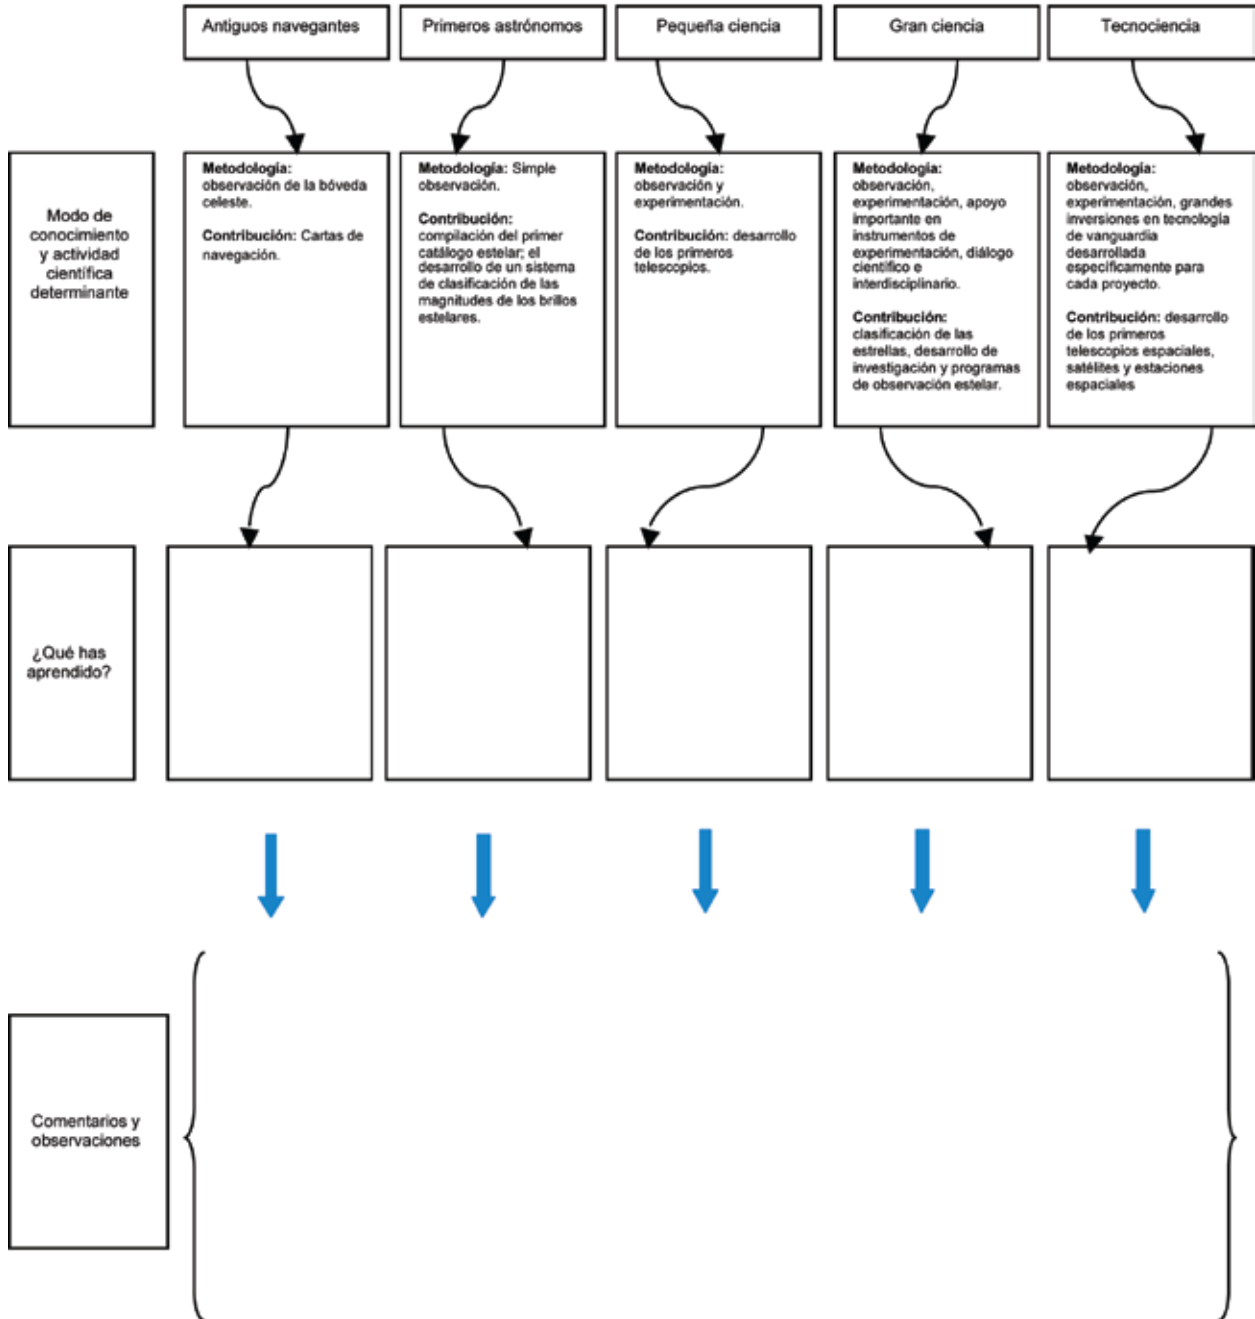 Antiguos navegantes
Primeros astrónomos
Pequeña ciencia
Gran ciencia
Tecnociencia
Modo de
conocimiento
y actividad
científica
determinante
Metodología:
observación de la bóveda
celeste.
Contribución: Cartas de
navegación.
Metodología: Simple
observación.
Contribución:
compilación del primer
catálogo estelar; el
desarrollo de un sistema
de clasificación de las
magnitudes de los brillos
estelares.
Metodología:
observación y
experimentación.
Contribución: desarrollo
de los primeros
telescopios.
Metodología:
observación,
experimentación, apoyo
importante en
instrumentos de
experimentación, diálogo
científico e
interdisciplinario.
Contribución:
clasificación de las
estrellas, desarrollo de
investigación y programas
de observación estelar.
Metodología:
observación,
experimentación, grandes
inversiones en tecnología
de vanguardia
desarrollada
específicamente para
cada proyecto.
Contribución: desarrollo
de los primeros
telescopios espaciales,
satélites y estaciones
espaciales
¿Qué has
aprendido?
Comentarios y
observaciones